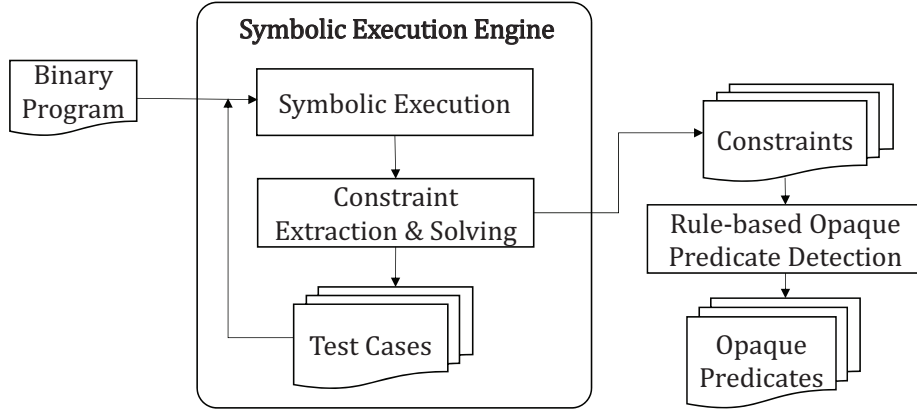 Symbolic Execution Engine
Binary
Program
Symbolic Execution
Constraint
Extraction & Solving
Test Cases
Constraints
Rule-based Opaque
Predicate Detection
Opaque
Predicates